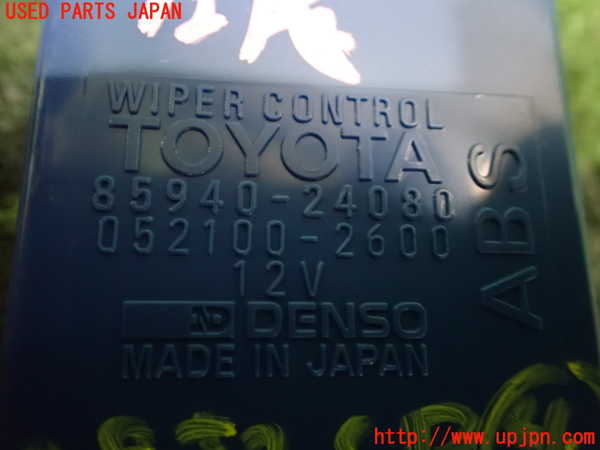 USED PARTS JAPAN
WIPER CONTROL
TOYOTA
85940-24080
052100-2600
12V
ND DENSO
MADE IN JAPAN
ABS
http://www.upjpn.com